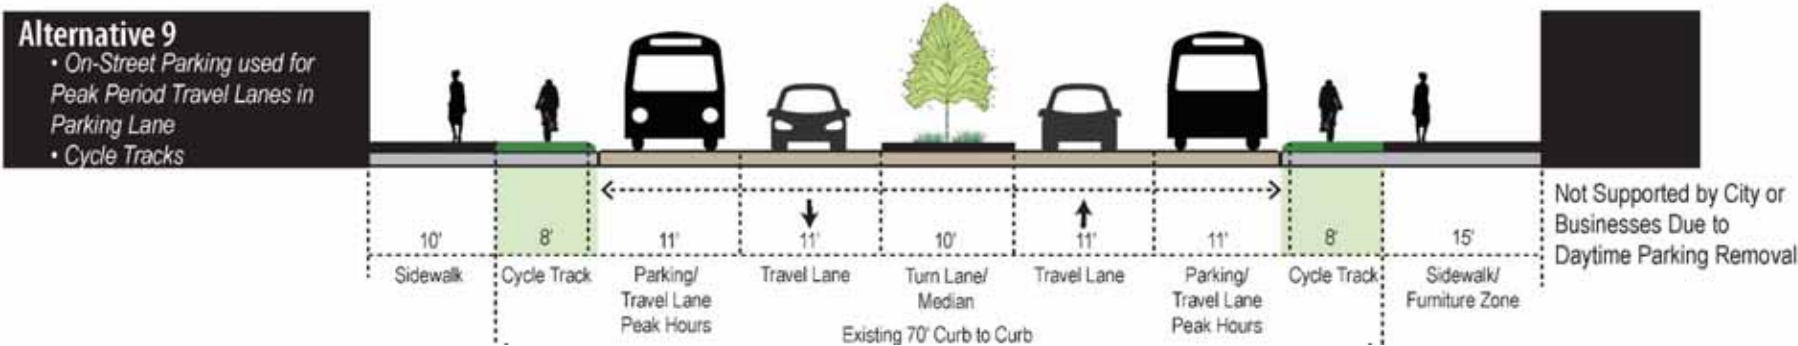 Alternative 9
• On-Street Parking used for
Peak Period Travel Lanes in
Parking Lane
• Cycle Tracks
10' 8' 11' 11' 10' 11' 11' 8' 15'
Sidewalk Cycle Track Parking/ Travel Lane Turn Lane/ Travel Lane Parking/ Cycle Track Sidewalk/
Travel Lane Median Travel Lane Furniture Zone
Peak Hours Peak Hours
Existing 70' Curb to Curb
Not Supported by City or
Businesses Due to
Daytime Parking Removal